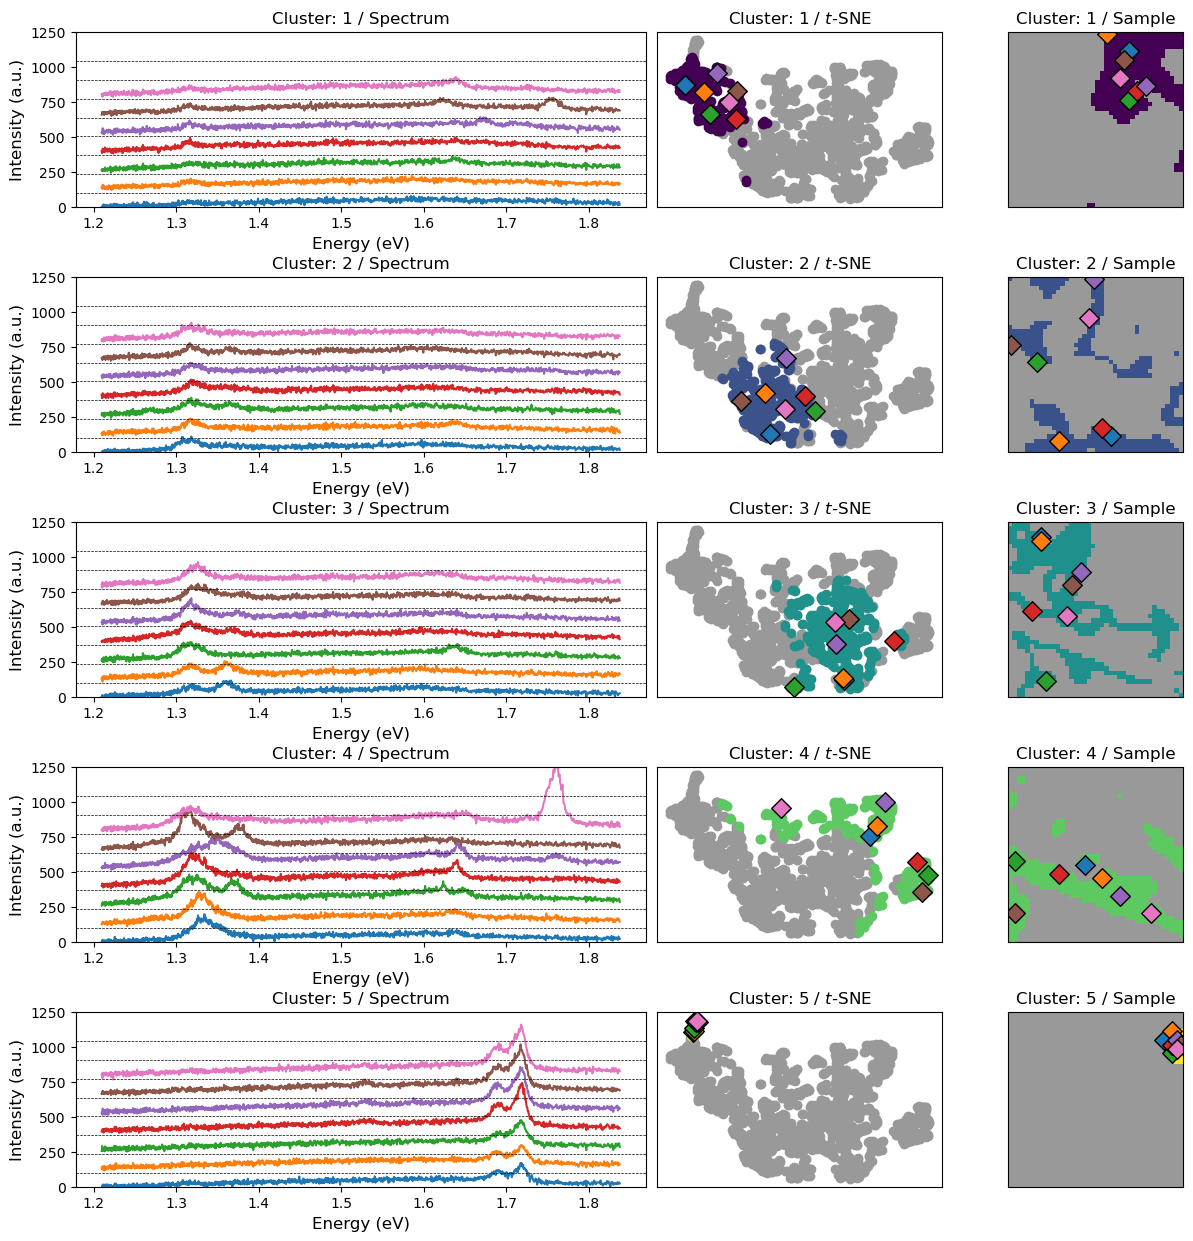 Cluster: 1 / Spectrum
Cluster: 1 / t-SNE
Cluster: 1 / Sample
Intensity (a.u.)
1250
1000
750
500
250
0
1.2 1.3 1.4 1.5 1.6 1.7 1.8
Energy (eV)
Cluster: 2 / Spectrum
Cluster: 2 / t-SNE
Cluster: 2 / Sample
Intensity (a.u.)
1250
1000
750
500
250
0
1.2 1.3 1.4 1.5 1.6 1.7 1.8
Energy (eV)
Cluster: 3 / Spectrum
Cluster: 3 / t-SNE
Cluster: 3 / Sample
Intensity (a.u.)
1250
1000
750
500
250
0
1.2 1.3 1.4 1.5 1.6 1.7 1.8
Energy (eV)
Cluster: 4 / Spectrum
Cluster: 4 / t-SNE
Cluster: 4 / Sample
Intensity (a.u.)
1250
1000
750
500
250
0
1.2 1.3 1.4 1.5 1.6 1.7 1.8
Energy (eV)
Cluster: 5 / Spectrum
Cluster: 5 / t-SNE
Cluster: 5 / Sample
Intensity (a.u.)
1250
1000
750
500
250
0
1.2 1.3 1.4 1.5 1.6 1.7 1.8
Energy (eV)